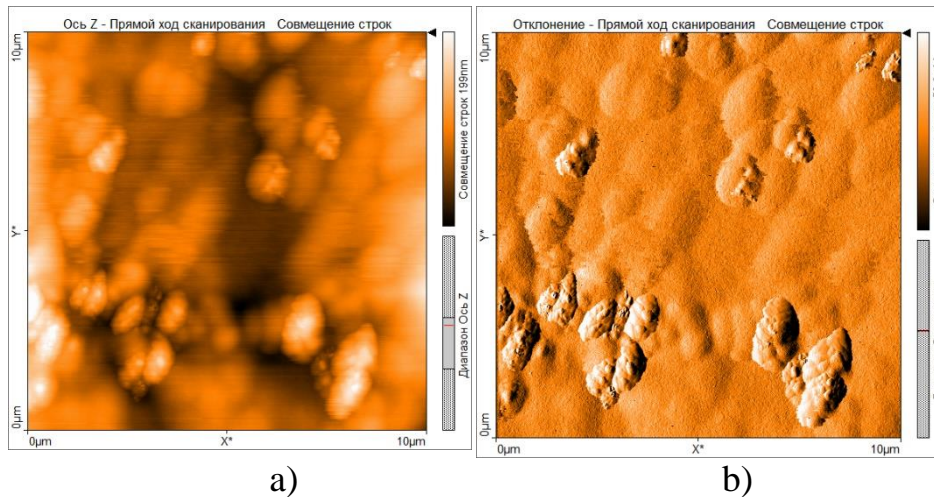 Ось Z - Прямой ход сканирования Совмещение строк
10µm
Y*
0µm
0µm X* 10µm
Совмещение строк 199nm
Диапазон Ось Z
a)
Отклонение - Прямой ход сканирования Совмещение строк
10µm
Y*
0µm
0µm X* 10µm
b)